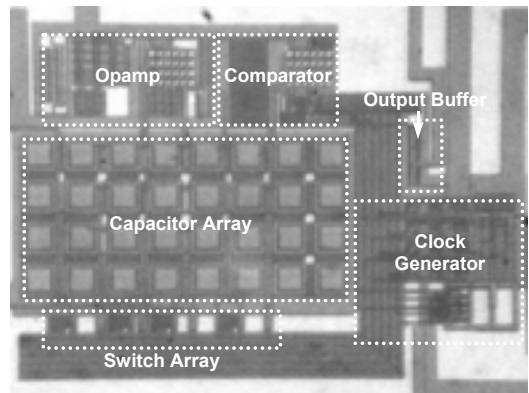 Opamp
Comparator
Output Buffer
Capacitor Array
Clock
Generator
Switch Array